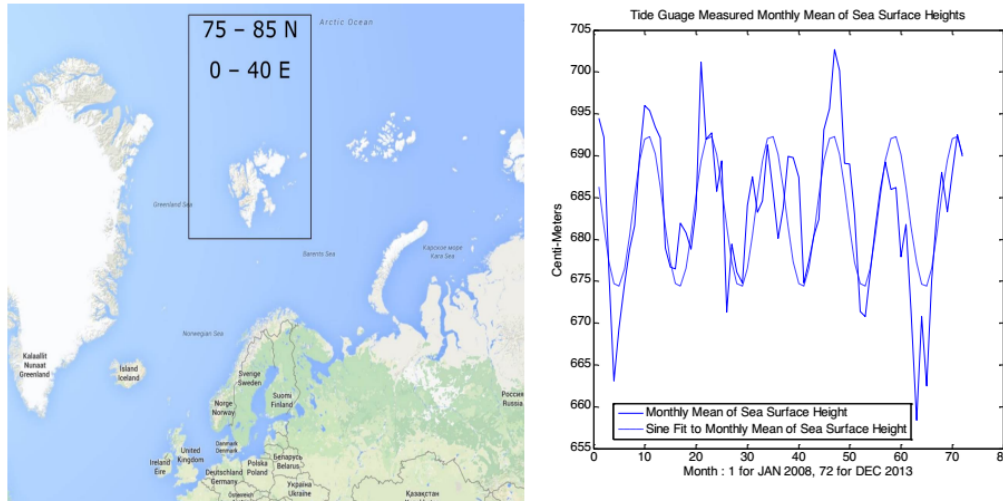 75 – 85 N
0 – 40 E
Arctic Ocean
Greenland Sea
Barents Sea
Карское море
Kara Sea
Norwegian Sea
Kalaallit
Nunaat
Greenland
Ísland
Iceland
Sverige
Sweden
Norge
Norway
Suomi
Finland
Россия
Russia
United
Kingdom
Danmark
Denmark
Ireland
Éire
Deutschland
Germany
Polska
Poland
Беларусь
Belarus
Україна
Ukraine
Қазақстан
Tide Guage Measured Monthly Mean of Sea Surface Heights
705
700
695
690
685
680
675
670
665
660
655
Centi-Meters
Monthly Mean of Sea Surface Height
Sine Fit to Monthly Mean of Sea Surface Height
0
10
20
30
40
50
60
70
80
Month : 1 for JAN 2008, 72 for DEC 2013